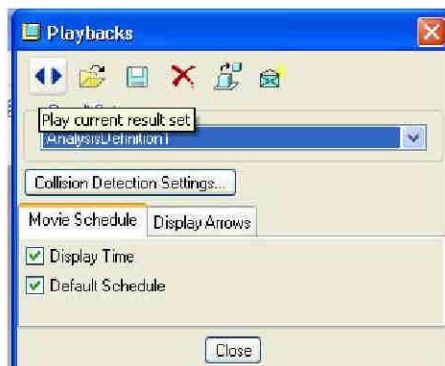 Playbacks
Play current result set
AnalysisDefinition1
Collision Detection Settings...
Movie Schedule Display Arrows
Display Time
Default Schedule
Close